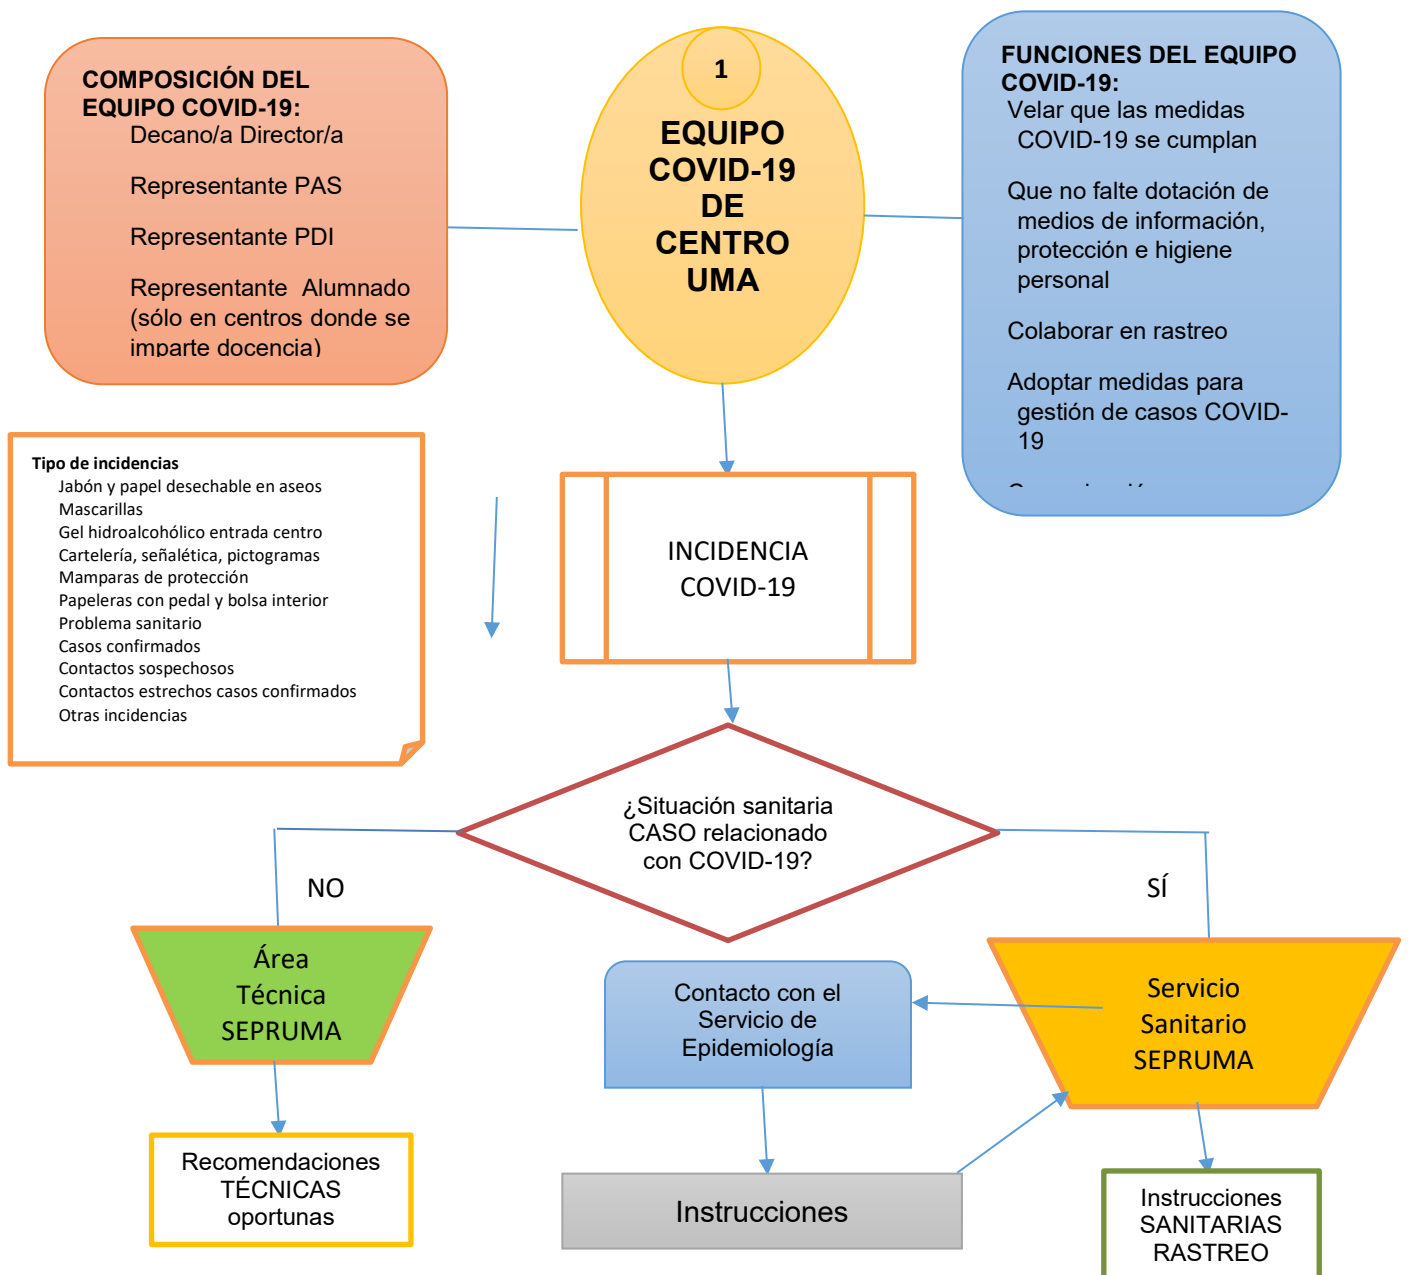 COMPOSICIÓN DEL
EQUIPO COVID-19:
Decano/a Director/a
Representante PAS
Representante PDI
Representante Alumnado
(sólo en centros donde se
imparte docencia)
1
EQUIPO
COVID-19
DE
CENTRO
UMA
FUNCIONES DEL EQUIPO
COVID-19:
Velar que las medidas
COVID-19 se cumplan
Que no falte dotación de
medios de información,
protección e higiene
personal
Colaborar en rastreo
Adoptar medidas para
gestión de casos COVID-
19
Tipo de incidencias
Jabón y papel desechable en aseos
Mascarillas
Gel hidroalcohólico entrada centro
Cartelería, señalética, pictogramas
Mamparas de protección
Papeleras con pedal y bolsa interior
Problema sanitario
Casos confirmados
Contactos sospechosos
Contactos estrechos casos confirmados
Otras incidencias
INCIDENCIA
COVID-19
¿Situación sanitaria
CASO relacionado
con COVID-19?
NO
SÍ
Área
Técnica
SEPRUMA
Contacto con el
Servicio de
Epidemiología
Servicio
Sanitario
SEPRUMA
Recomendaciones
TÉCNICAS
oportunas
Instrucciones
Instrucciones
SANITARIAS
RASTREO